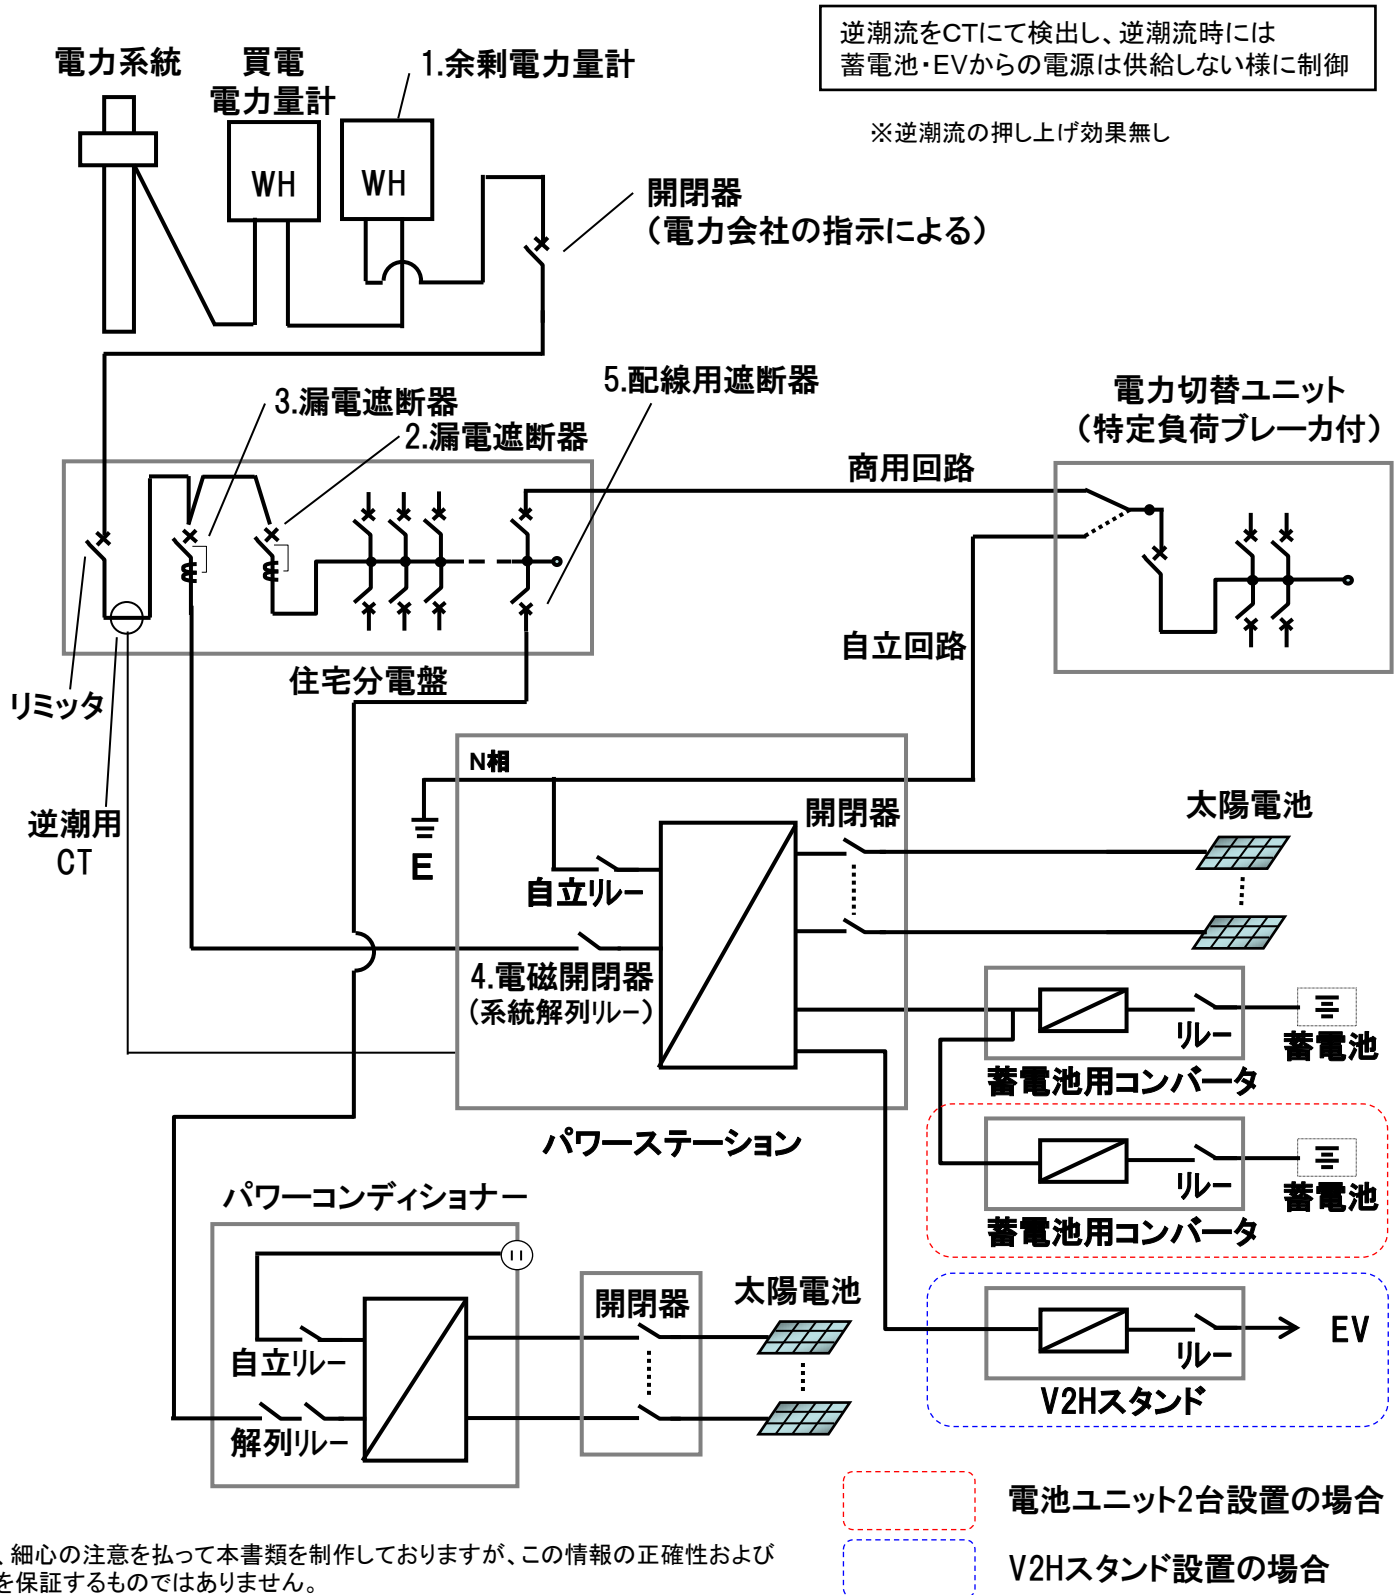 逆潮流をCTにて検出し、逆潮流時には
蓄電池・EVからの電源は供給しない様に制御
※逆潮流の押し上げ効果無し
電力系統
買電
電力量計
1.余剰電力量計
WH
WH
開閉器
（電力会社の指示による）
5.配線用遮断器
3.漏電遮断器
2.漏電遮断器
電力切替ユニット
（特定負荷ブレーカ付）
商用回路
自立回路
住宅分電盤
リミッタ
逆潮用
CT
N相
E
開閉器
太陽電池
自立リレー
4.電磁開閉器
（系統解列リレー）
リレー
蓄電池
蓄電池用コンバータ
パワーステーション
リレー
蓄電池
蓄電池用コンバータ
パワーコンディショナー
開閉器
太陽電池
自立リレー
解列リレー
リレー
EV
V2Hスタンド
電池ユニット2台設置の場合
V2Hスタンド設置の場合
、細心の注意を払って本書類を制作しておりますが、この情報の正確性および
を保証するものではありません。